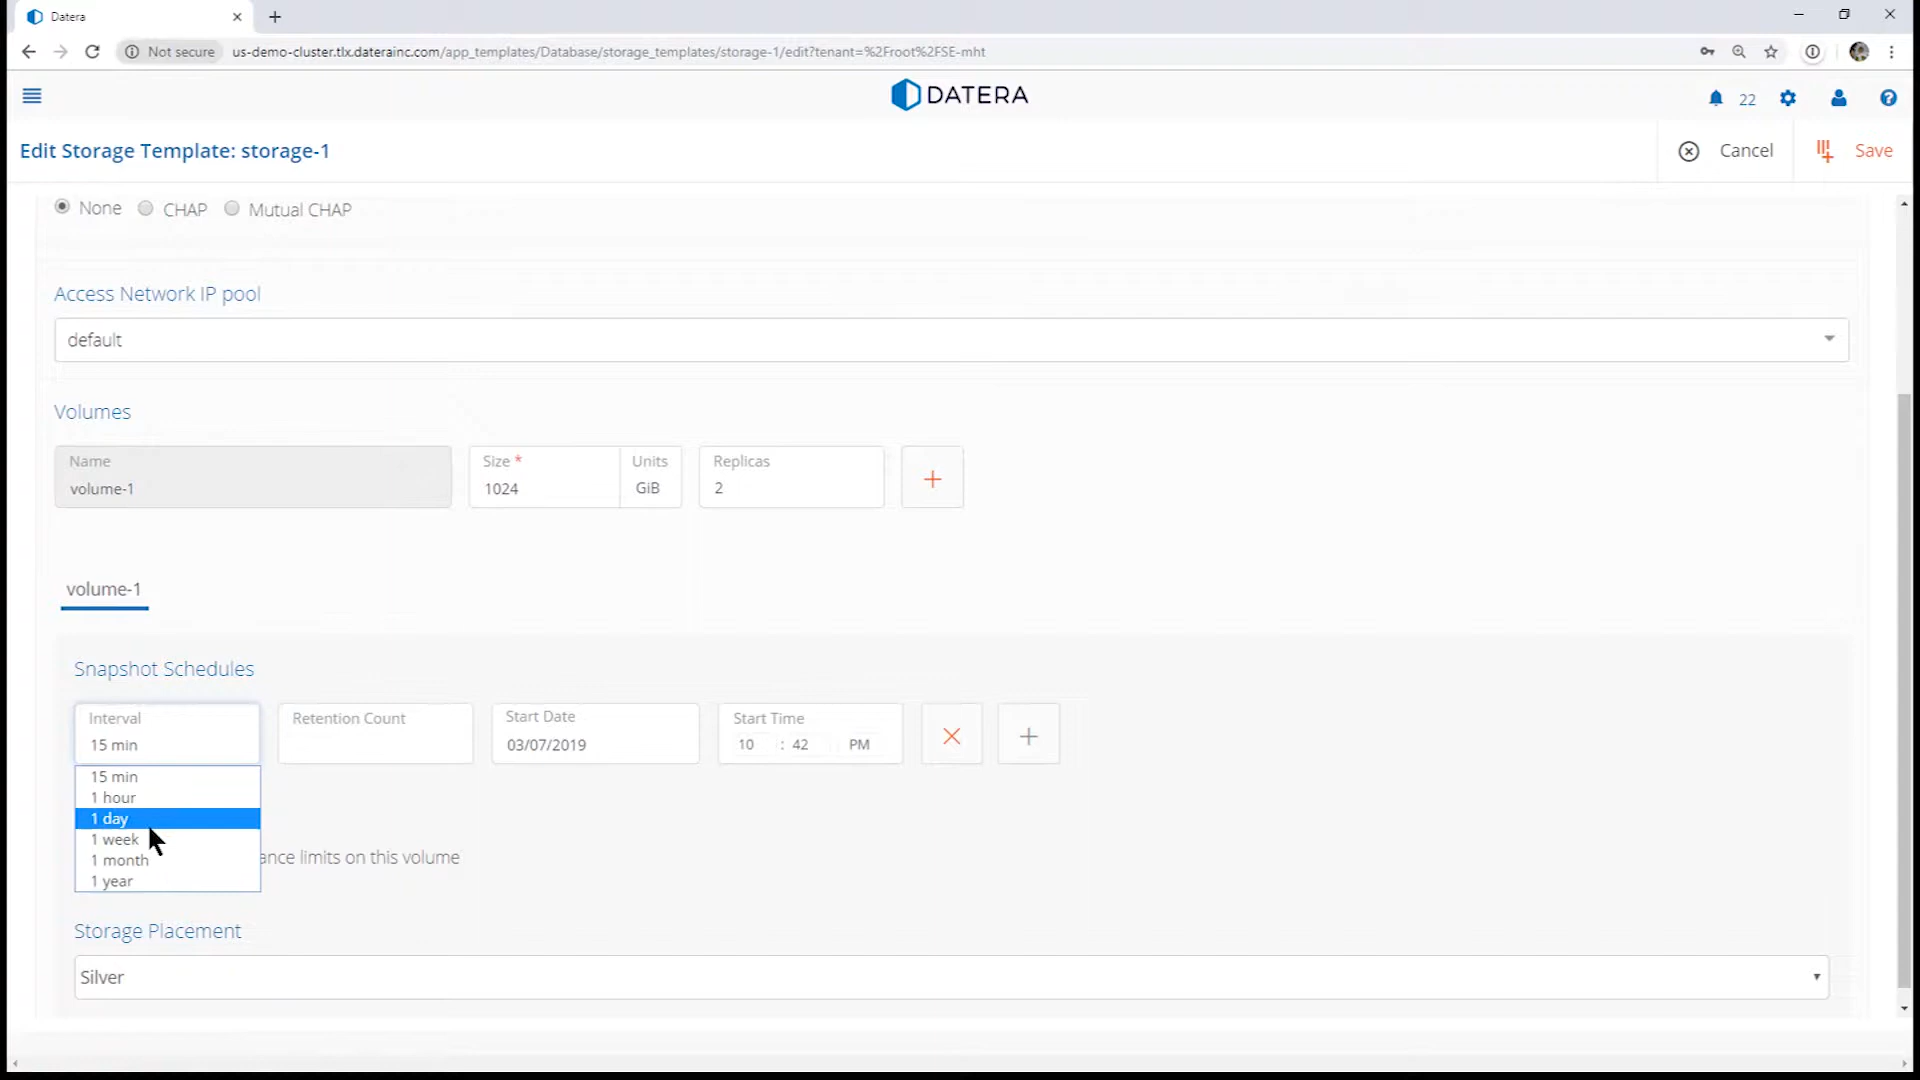 Datera
Not secure us-demo-cluster.tlx.daterainc.com/app_templates/Database/storage_templates/storage-1/edit?tenant=%2Froot%2FSE-mht
DATERA
22
Edit Storage Template: storage-1
Cancel
Save
None CHAP Mutual CHAP
Access Network IP pool
default
Volumes
Name Size * Units Replicas
volume-1 1024 GiB 2
volume-1
Snapshot Schedules
Interval Retention Count Start Date Start Time
15 min 03/07/2019 10 : 42 PM
15 min
1 hour
1 day
1 week
1 month
ance limits on this volume
1 year
Storage Placement
Silver